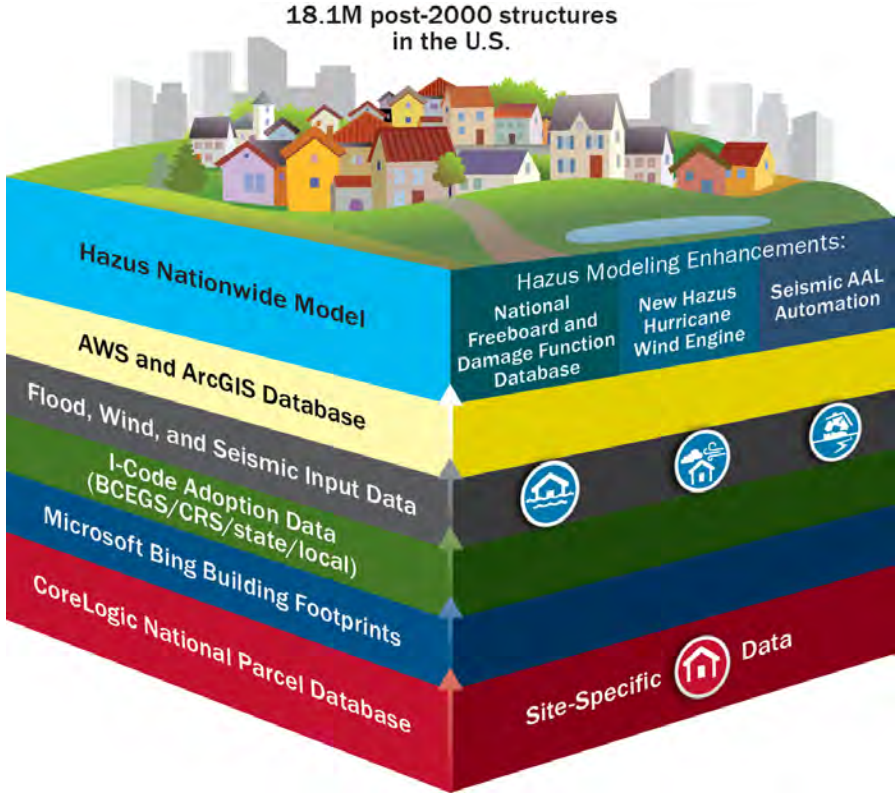 18.1M post-2000 structures
in the U.S.
Hazus Nationwide Model
AWS and ArcGIS Database
Flood, Wind, and Seismic Input Data
I-Code Adoption Data
(BCEGS/CRS/state/local)
Microsoft Bing Building Footprints
CoreLogic National Parcel Database
Hazus Modeling Enhancements:
National
Freeboard and
Damage Function
Database
New Hazus
Hurricane
Wind Engine
Seismic AAL
Automation
Site-Specific Data